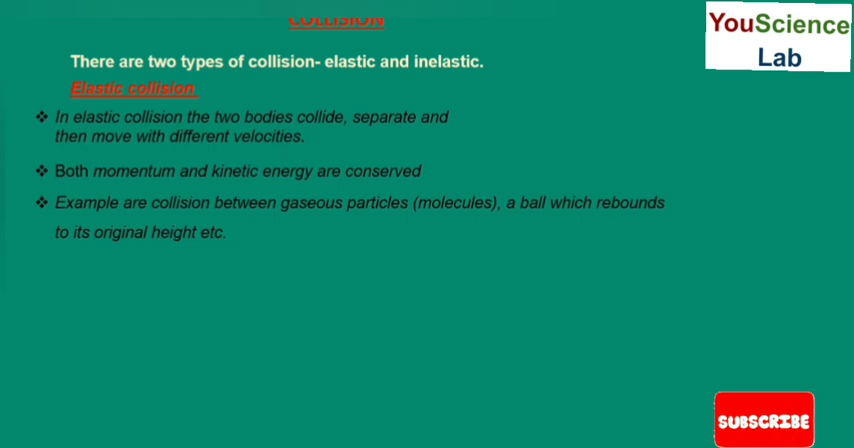 COLLISION
YouScience
Lab
There are two types of collision- elastic and inelastic.
Elastic collision
❖ In elastic collision the two bodies collide, separate and
then move with different velocities.
❖ Both momentum and kinetic energy are conserved
❖ Example are collision between gaseous particles (molecules), a ball which rebounds
to its original height etc.
SUBSCRIBE